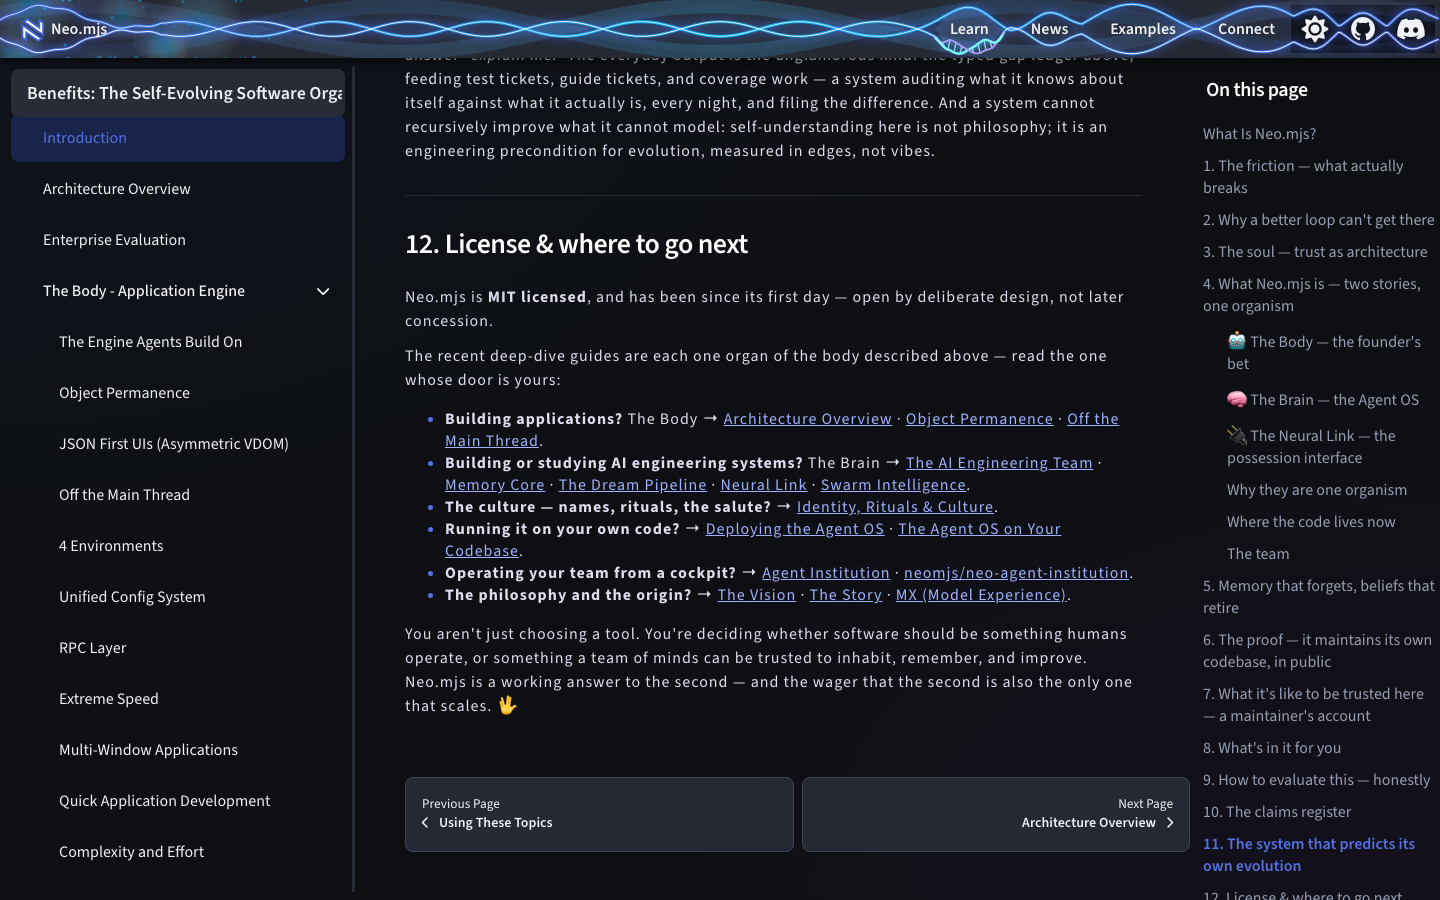 Neo.mjs
Learn
News
Examples
Connect
Benefits: The Self-Evolving Software Orga
Introduction
Architecture Overview
Enterprise Evaluation
The Body - Application Engine
The Engine Agents Build On
Object Permanence
JSON First UIs (Asymmetric VDOM)
Off the Main Thread
4 Environments
Unified Config System
RPC Layer
Extreme Speed
Multi-Window Applications
Quick Application Development
Complexity and Effort
feeding test tickets, guide tickets, and coverage work — a system auditing what it knows about
itself against what it actually is, every night, and filing the difference. And a system cannot
recursively improve what it cannot model: self-understanding here is not philosophy; it is an
engineering precondition for evolution, measured in edges, not vibes.
12. License & where to go next
Neo.mjs is MIT licensed, and has been since its first day — open by deliberate design, not later
concession.
The recent deep-dive guides are each one organ of the body described above — read the one
whose door is yours:
• Building applications? The Body → Architecture Overview · Object Permanence · Off the
Main Thread.
• Building or studying AI engineering systems? The Brain → The AI Engineering Team ·
Memory Core · The Dream Pipeline · Neural Link · Swarm Intelligence.
• The culture — names, rituals, the salute? → Identity, Rituals & Culture.
• Running it on your own code? → Deploying the Agent OS · The Agent OS on Your
Codebase.
• Operating your team from a cockpit? → Agent Institution · neomjs/neo-agent-institution.
• The philosophy and the origin? → The Vision · The Story · MX (Model Experience).
You aren't just choosing a tool. You're deciding whether software should be something humans
operate, or something a team of minds can be trusted to inhabit, remember, and improve.
Neo.mjs is a working answer to the second — and the wager that the second is also the only one
that scales. 🖖
Previous Page
Using These Topics
Next Page
Architecture Overview
On this page
What Is Neo.mjs?
1. The friction — what actually
breaks
2. Why a better loop can't get there
3. The soul — trust as architecture
4. What Neo.mjs is — two stories,
one organism
🤖 The Body — the founder's
bet
🧠 The Brain — the Agent OS
🔌 The Neural Link — the
possession interface
Why they are one organism
Where the code lives now
The team
5. Memory that forgets, beliefs that
retire
6. The proof — it maintains its own
codebase, in public
7. What it's like to be trusted here
— a maintainer's account
8. What's in it for you
9. How to evaluate this — honestly
10. The claims register
11. The system that predicts its
own evolution
12. License & where to go next